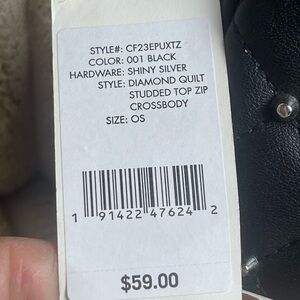 STYLE#: CF23EPUXTZ
COLOR: 001 BLACK
HARDWARE: SHINY SILVER
STYLE: DIAMOND QUILT
STUDDED TOP ZIP
CROSSBODY
SIZE: OS
1 91422 47624 2
$59.00